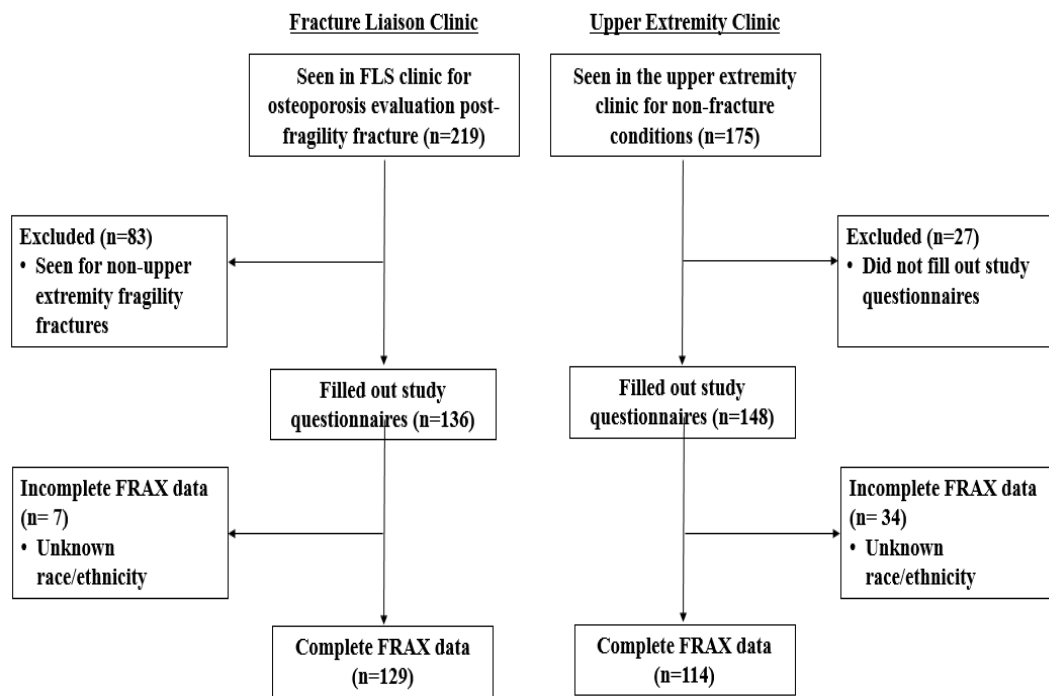 Fracture Liaison Clinic
Upper Extremity Clinic
Seen in FLS clinic for
osteoporosis evaluation post-
fragility fracture (n=219)
Seen in the upper extremity
clinic for non-fracture
conditions (n=175)
Excluded (n=83)
• Seen for non-upper
extremity fragility
fractures
Excluded (n=27)
• Did not fill out study
questionnaires
Filled out study
questionnaires (n=136)
Filled out study
questionnaires (n=148)
Incomplete FRAX data
(n= 7)
• Unknown
race/ethnicity
Incomplete FRAX data
(n= 34)
• Unknown
race/ethnicity
Complete FRAX data
(n=129)
Complete FRAX data
(n=114)